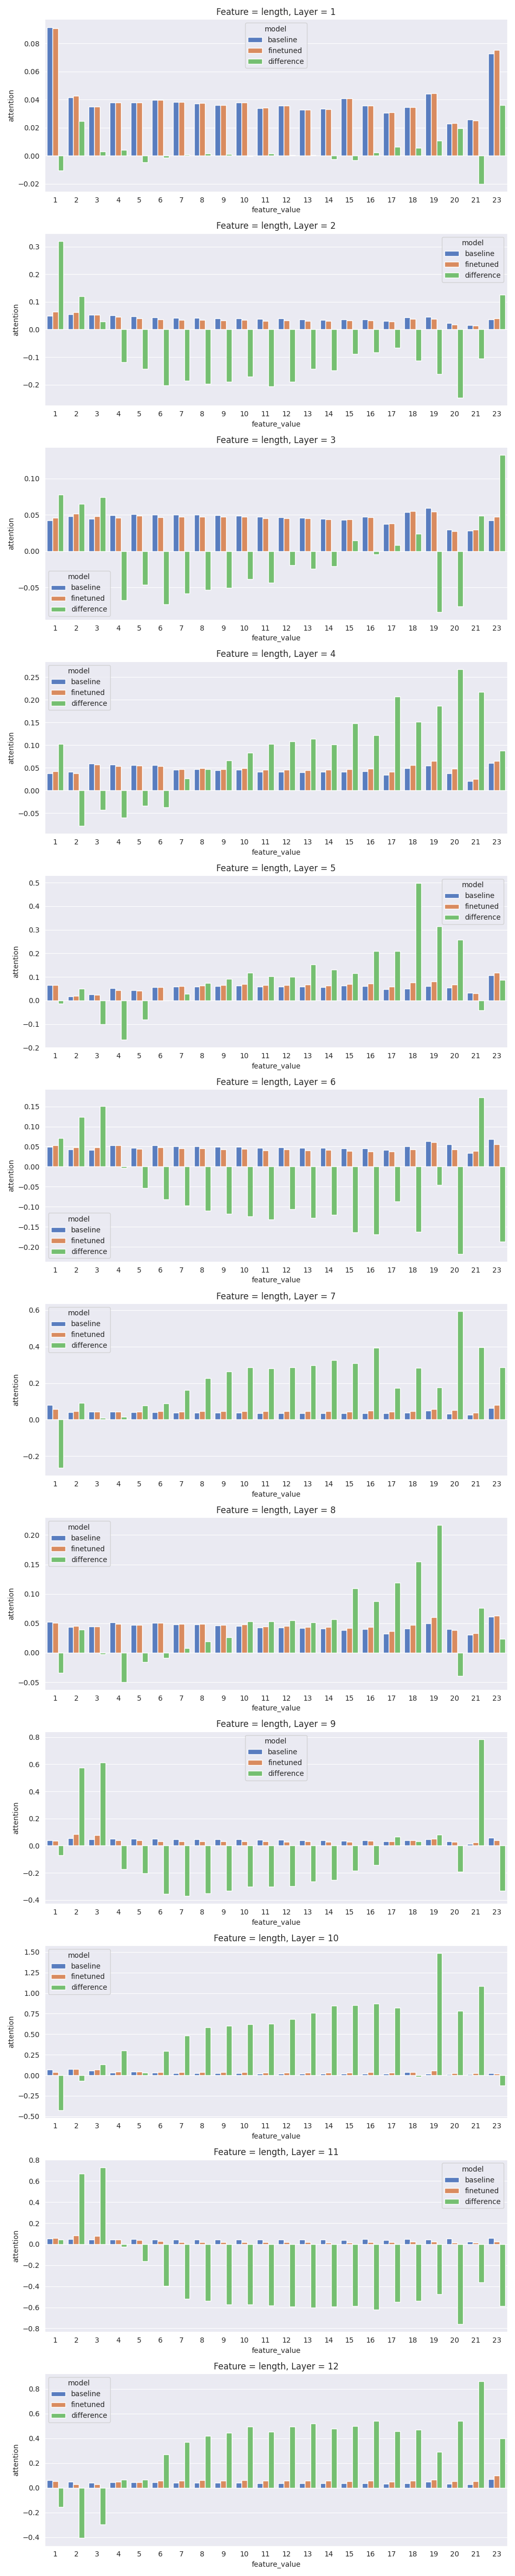 Feature = length, Layer = 1
model
baseline
finetuned
difference
attention
0.08
0.06
0.04
0.02
0.00
−0.02
1 2 3 4 5 6 7 8 9 10 11 12 13 14 15 16 17 18 19 20 21 23
feature_value
Feature = length, Layer = 2
model
baseline
finetuned
difference
attention
0.3
0.2
0.1
0.0
−0.1
−0.2
1 2 3 4 5 6 7 8 9 10 11 12 13 14 15 16 17 18 19 20 21 23
feature_value
Feature = length, Layer = 3
attention
0.10
0.05
0.00
−0.05
model
baseline
finetuned
difference
1 2 3 4 5 6 7 8 9 10 11 12 13 14 15 16 17 18 19 20 21 23
feature_value
Feature = length, Layer = 4
model
baseline
finetuned
difference
attention
0.25
0.20
0.15
0.10
0.05
0.00
−0.05
1 2 3 4 5 6 7 8 9 10 11 12 13 14 15 16 17 18 19 20 21 23
feature_value
Feature = length, Layer = 5
model
baseline
finetuned
difference
attention
0.5
0.4
0.3
0.2
0.1
0.0
−0.1
−0.2
1 2 3 4 5 6 7 8 9 10 11 12 13 14 15 16 17 18 19 20 21 23
feature_value
Feature = length, Layer = 6
attention
0.15
0.10
0.05
0.00
−0.05
−0.10
−0.15
−0.20
model
baseline
finetuned
difference
1 2 3 4 5 6 7 8 9 10 11 12 13 14 15 16 17 18 19 20 21 23
feature_value
Feature = length, Layer = 7
model
baseline
finetuned
difference
attention
0.6
0.4
0.2
0.0
−0.2
1 2 3 4 5 6 7 8 9 10 11 12 13 14 15 16 17 18 19 20 21 23
feature_value
Feature = length, Layer = 8
model
baseline
finetuned
difference
attention
0.20
0.15
0.10
0.05
0.00
−0.05
1 2 3 4 5 6 7 8 9 10 11 12 13 14 15 16 17 18 19 20 21 23
feature_value
Feature = length, Layer = 9
model
baseline
finetuned
difference
attention
0.8
0.6
0.4
0.2
0.0
−0.2
−0.4
1 2 3 4 5 6 7 8 9 10 11 12 13 14 15 16 17 18 19 20 21 23
feature_value
Feature = length, Layer = 10
model
baseline
finetuned
difference
attention
1.50
1.25
1.00
0.75
0.50
0.25
0.00
−0.25
−0.50
1 2 3 4 5 6 7 8 9 10 11 12 13 14 15 16 17 18 19 20 21 23
feature_value
Feature = length, Layer = 11
model
baseline
finetuned
difference
attention
0.8
0.6
0.4
0.2
0.0
−0.2
−0.4
−0.6
−0.8
1 2 3 4 5 6 7 8 9 10 11 12 13 14 15 16 17 18 19 20 21 23
feature_value
Feature = length, Layer = 12
model
baseline
finetuned
difference
attention
0.8
0.6
0.4
0.2
0.0
−0.2
−0.4
1 2 3 4 5 6 7 8 9 10 11 12 13 14 15 16 17 18 19 20 21 23
feature_value